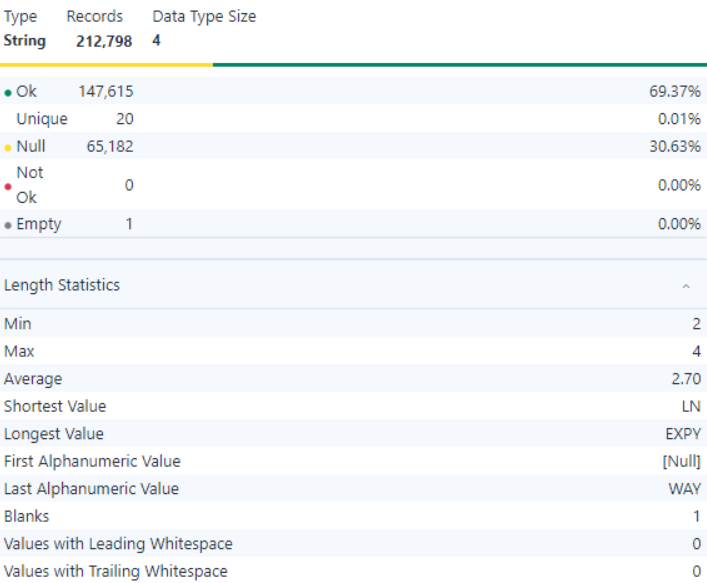 Type Records Data Type Size
String 212,798 4
Ok 147,615 69.37%
Unique 20 0.01%
Null 65,182 30.63%
Not
Ok 0 0.00%
Empty 1 0.00%
Length Statistics
Min 2
Max 4
Average 2.70
Shortest Value LN
Longest Value EXPY
First Alphanumeric Value [Null]
Last Alphanumeric Value WAY
Blanks 1
Values with Leading Whitespace 0
Values with Trailing Whitespace 0